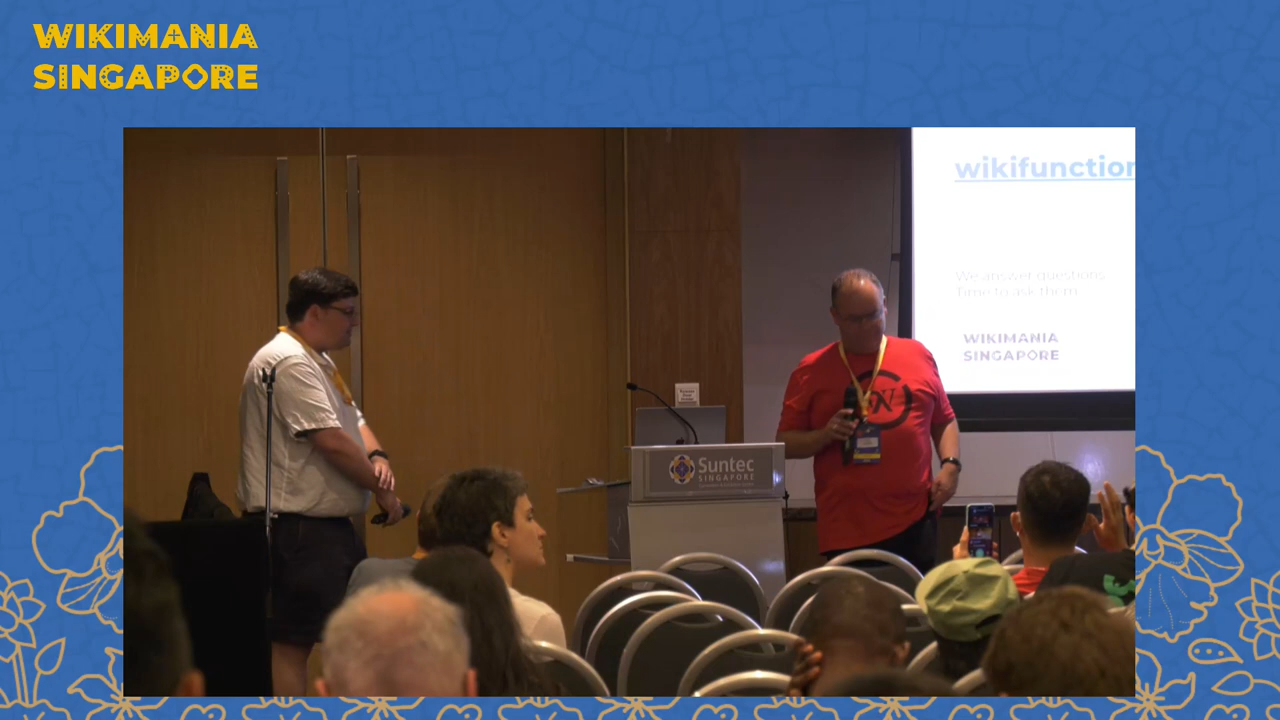 WIKIMANIA
SINGAPORE
wikifunction
We answer questions
Time to ask them
WIKIMANIA
SINGAPORE
Suntec
SINGAPORE
W